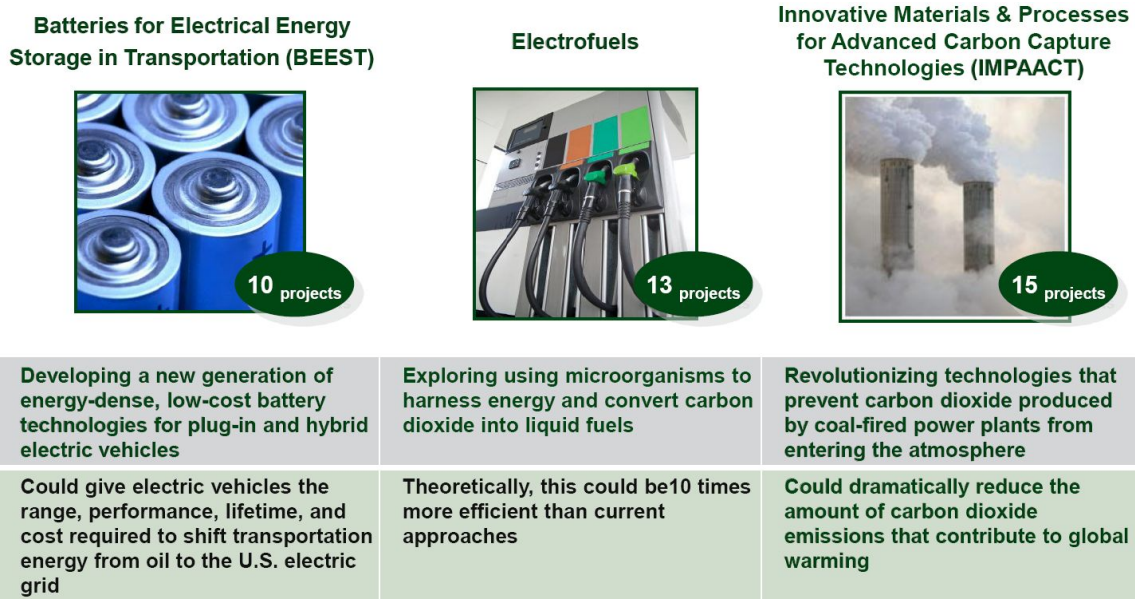 Batteries for Electrical Energy
Storage in Transportation (BEEST)
Electrofuels
Innovative Materials & Processes
for Advanced Carbon Capture
Technologies (IMPAACT)
10 projects
13 projects
15 projects
Developing a new generation of
energy-dense, low-cost battery
technologies for plug-in and hybrid
electric vehicles
Exploring using microorganisms to
harness energy and convert carbon
dioxide into liquid fuels
Revolutionizing technologies that
prevent carbon dioxide produced
by coal-fired power plants from
entering the atmosphere
Could give electric vehicles the
range, performance, lifetime, and
cost required to shift transportation
energy from oil to the U.S. electric
grid
Theoretically, this could be10 times
more efficient than current
approaches
Could dramatically reduce the
amount of carbon dioxide
emissions that contribute to global
warming